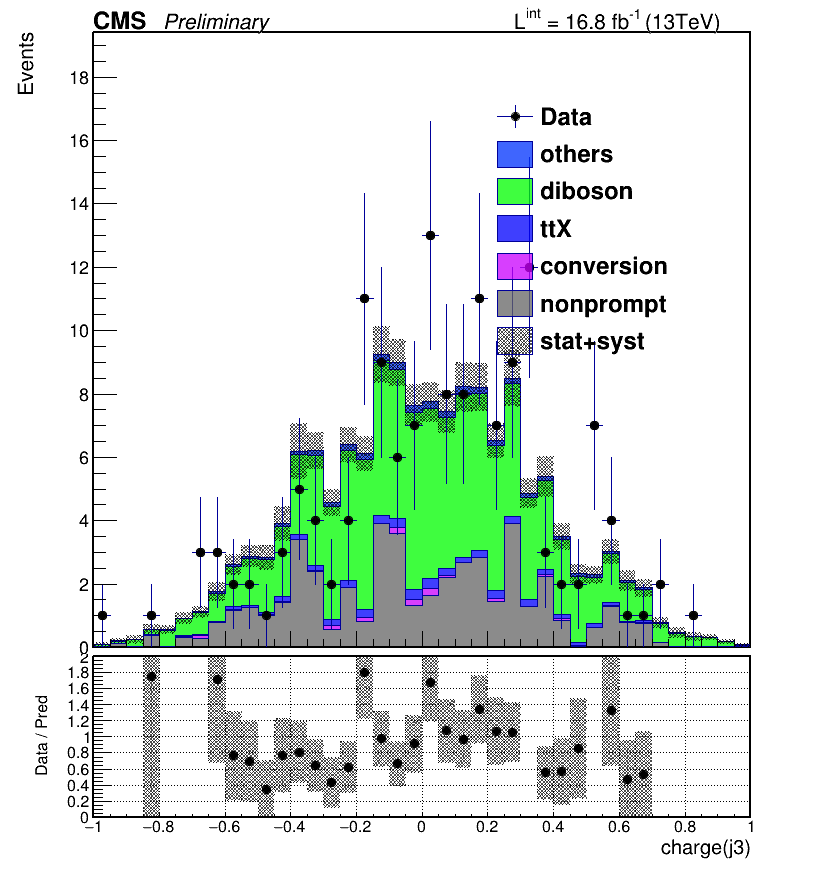 CMS Preliminary L^int = 16.8 fb^-1 (13TeV)
Events
18
16
14
12
10
8
6
4
2
0
Data
others
diboson
ttX
conversion
nonprompt
stat+syst
Data / Pred
2
1.8
1.6
1.4
1.2
1
0.8
0.6
0.4
0.2
0
−1 −0.8 −0.6 −0.4 −0.2 0 0.2 0.4 0.6 0.8 1
charge(j3)